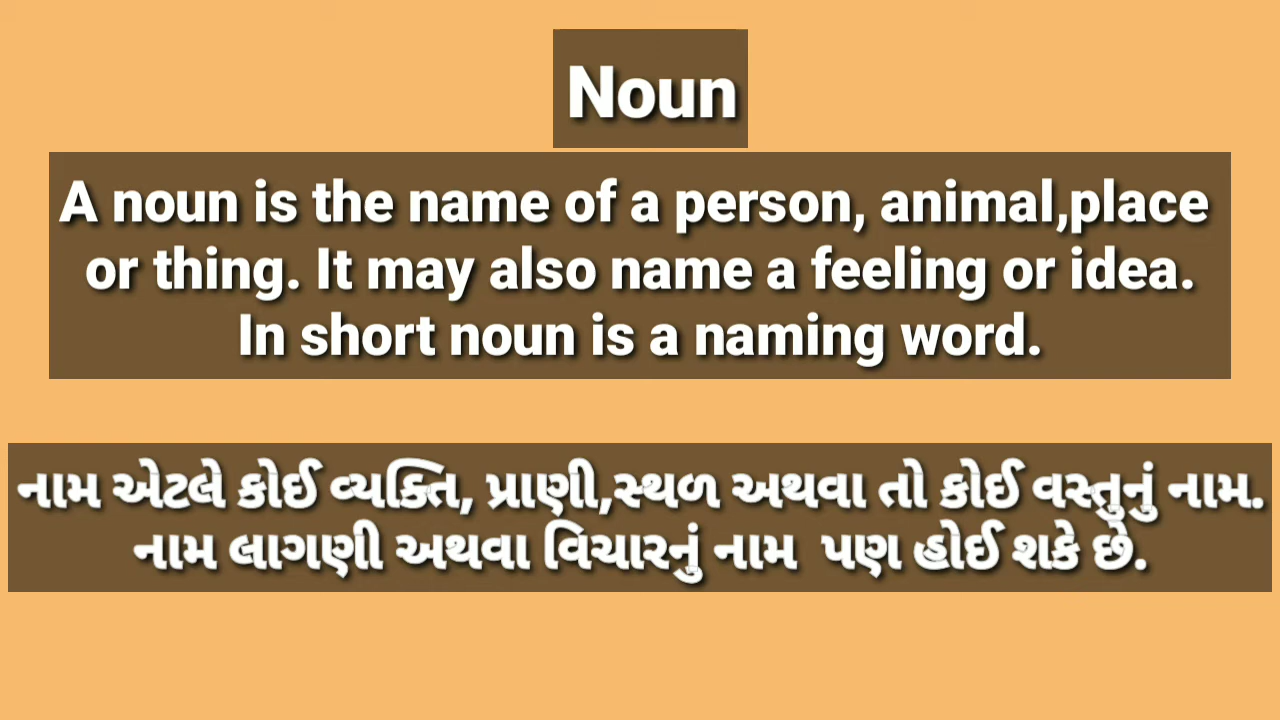 Noun
A noun is the name of a person, animal,place
or thing. It may also name a feeling or idea.
In short noun is a naming word.
નામ એટલે કોઈ વ્યક્તિ, પ્રાણી,સ્થળ અથવા તો કોઈ વસ્તુનું નામ.
નામ લાગણી અથવા વિચારનું નામ  પણ હોઈ શકે છે.